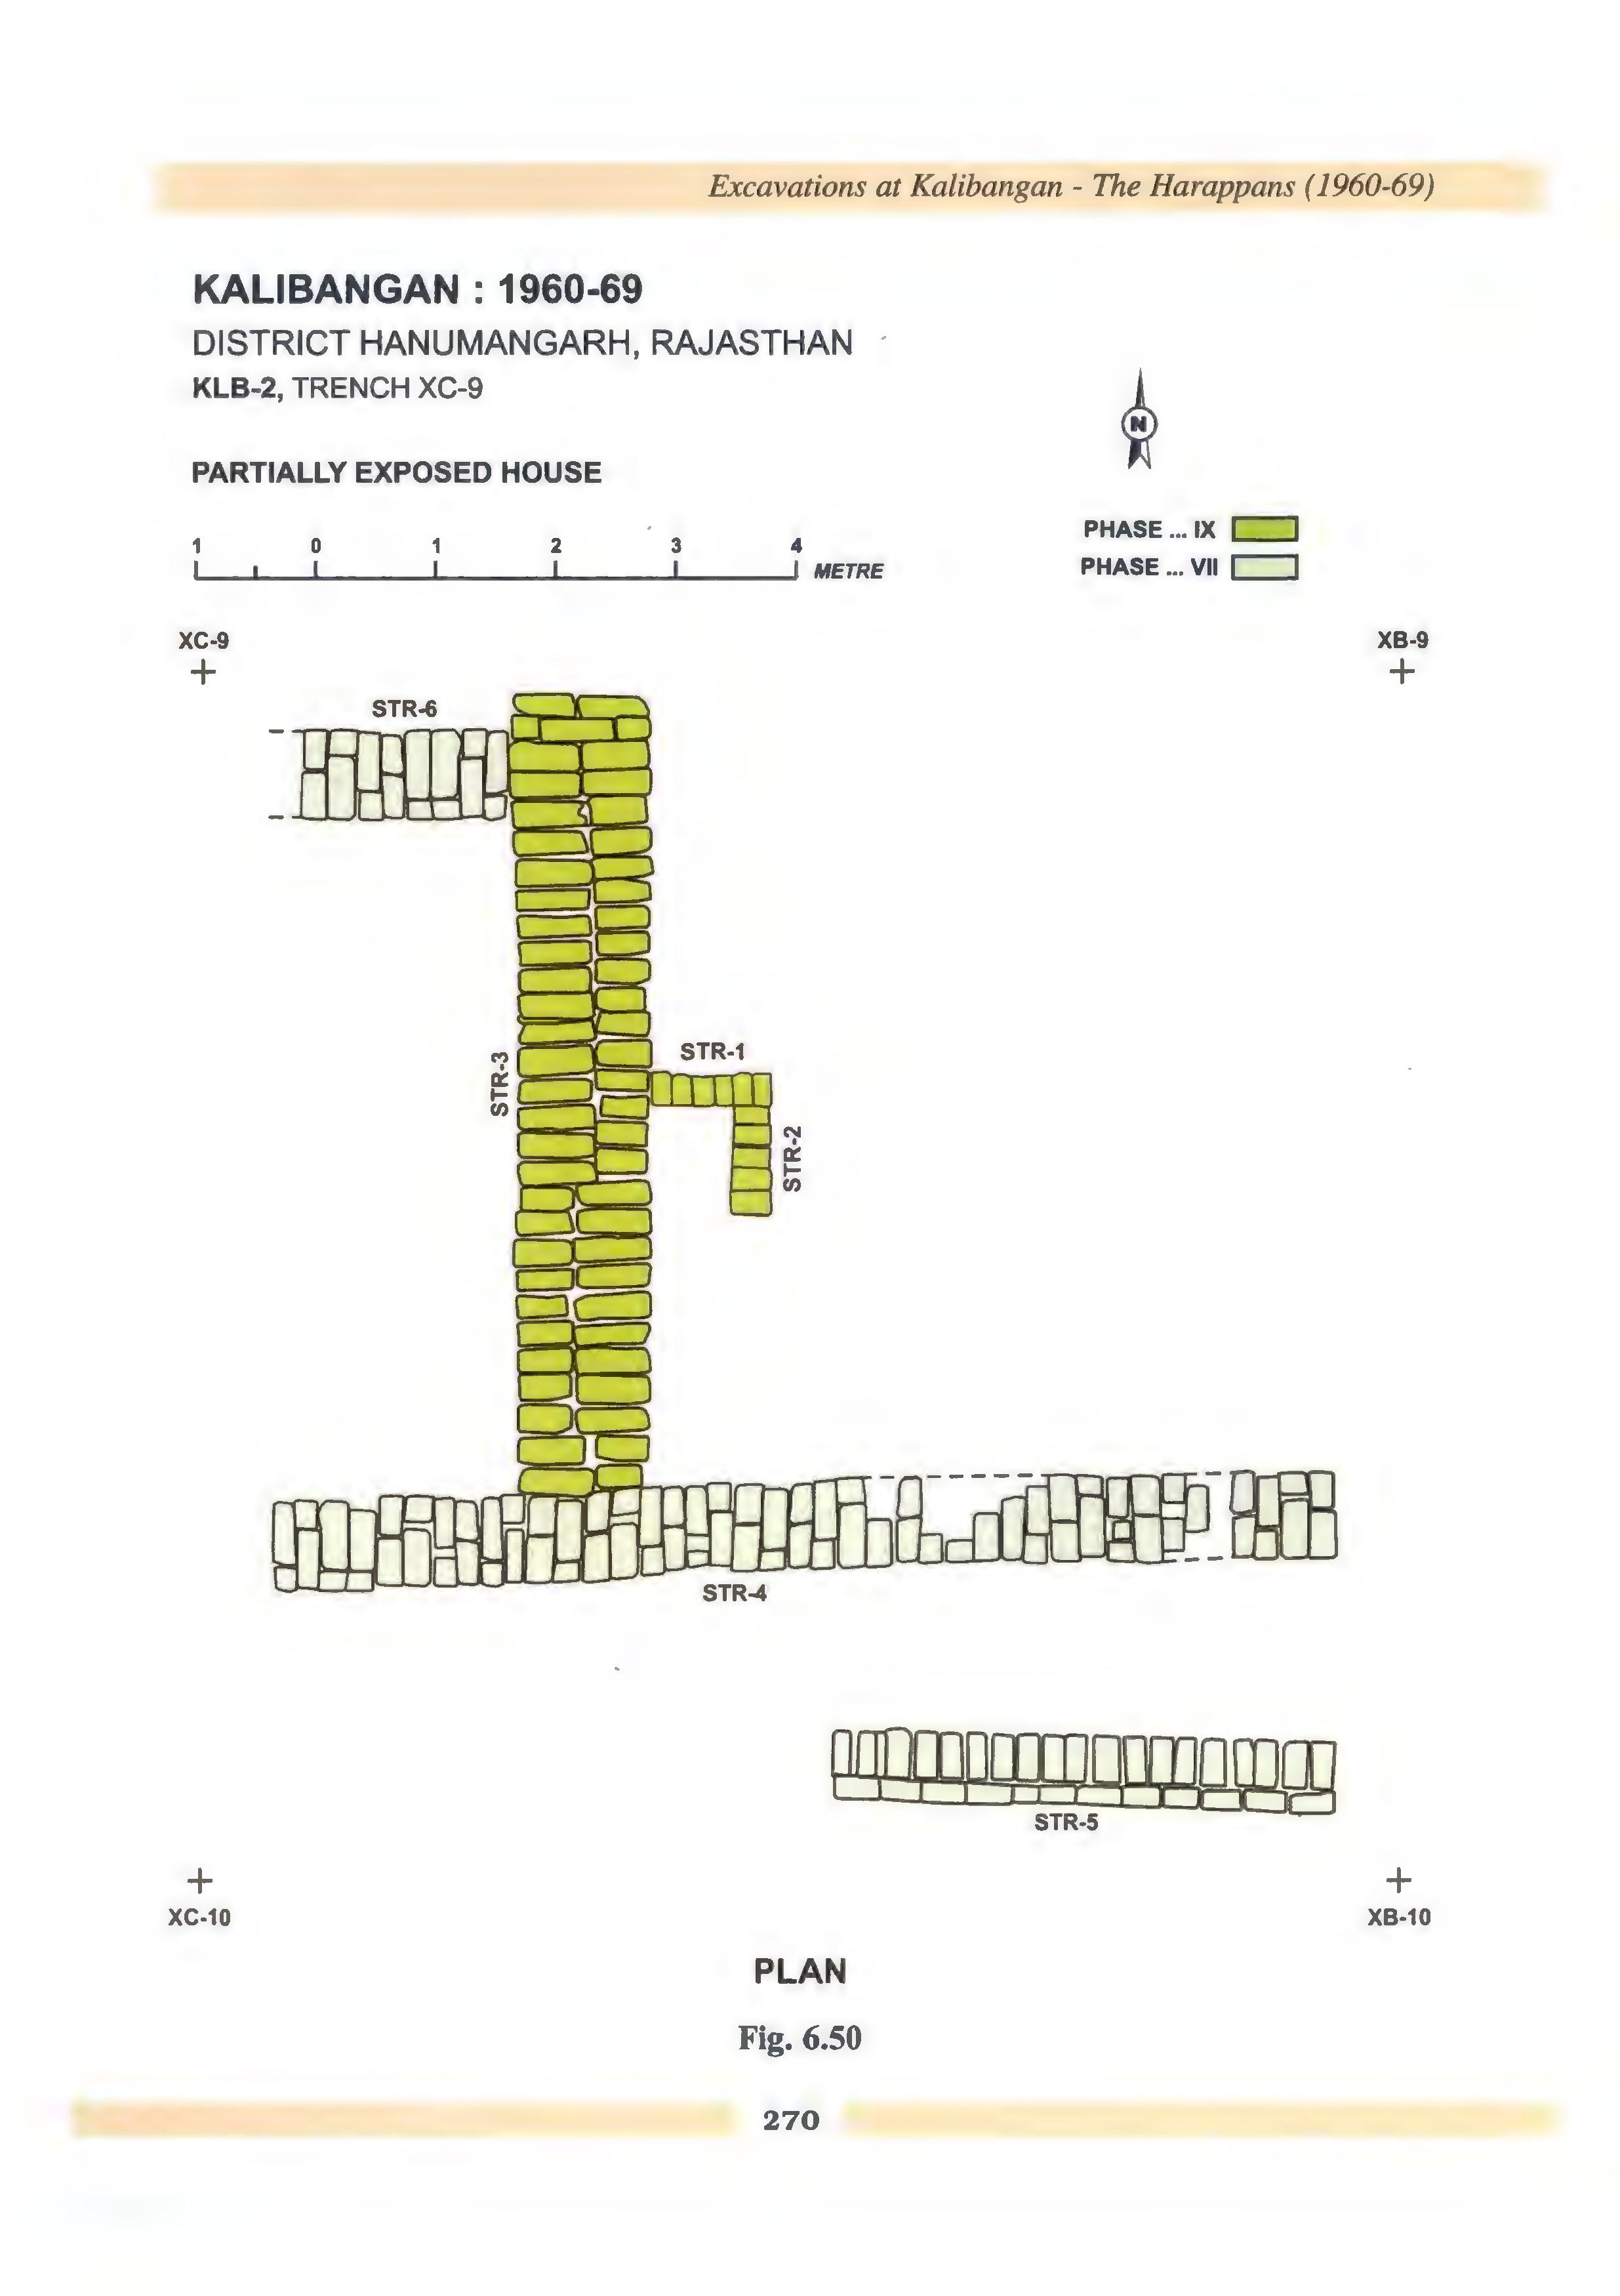 Excavations at Kalibangan - The Harappans (1960-69)
KALIBANGAN : 1960-69
DISTRICT HANUMANGARH, RAJASTHAN
KLB-2, TRENCH XC-9
N
PARTIALLY EXPOSED HOUSE
PHASE ... IX
PHASE ... VII
1 0 1 2 3 4 METRE
XC-9 XB-9
STR-6
STR-3
STR-1
STR-2
STR-4
STR-5
XC-10 XB-10
PLAN
Fig. 6.50
270